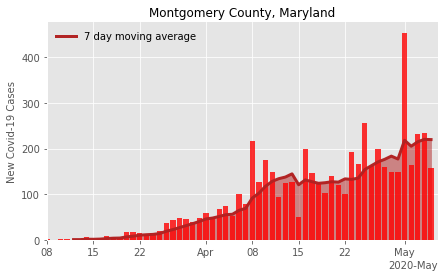 Montgomery County, Maryland
7 day moving average
New Covid-19 Cases
400
300
200
100
0
08 15 22 Apr 08 15 22 May
2020-May